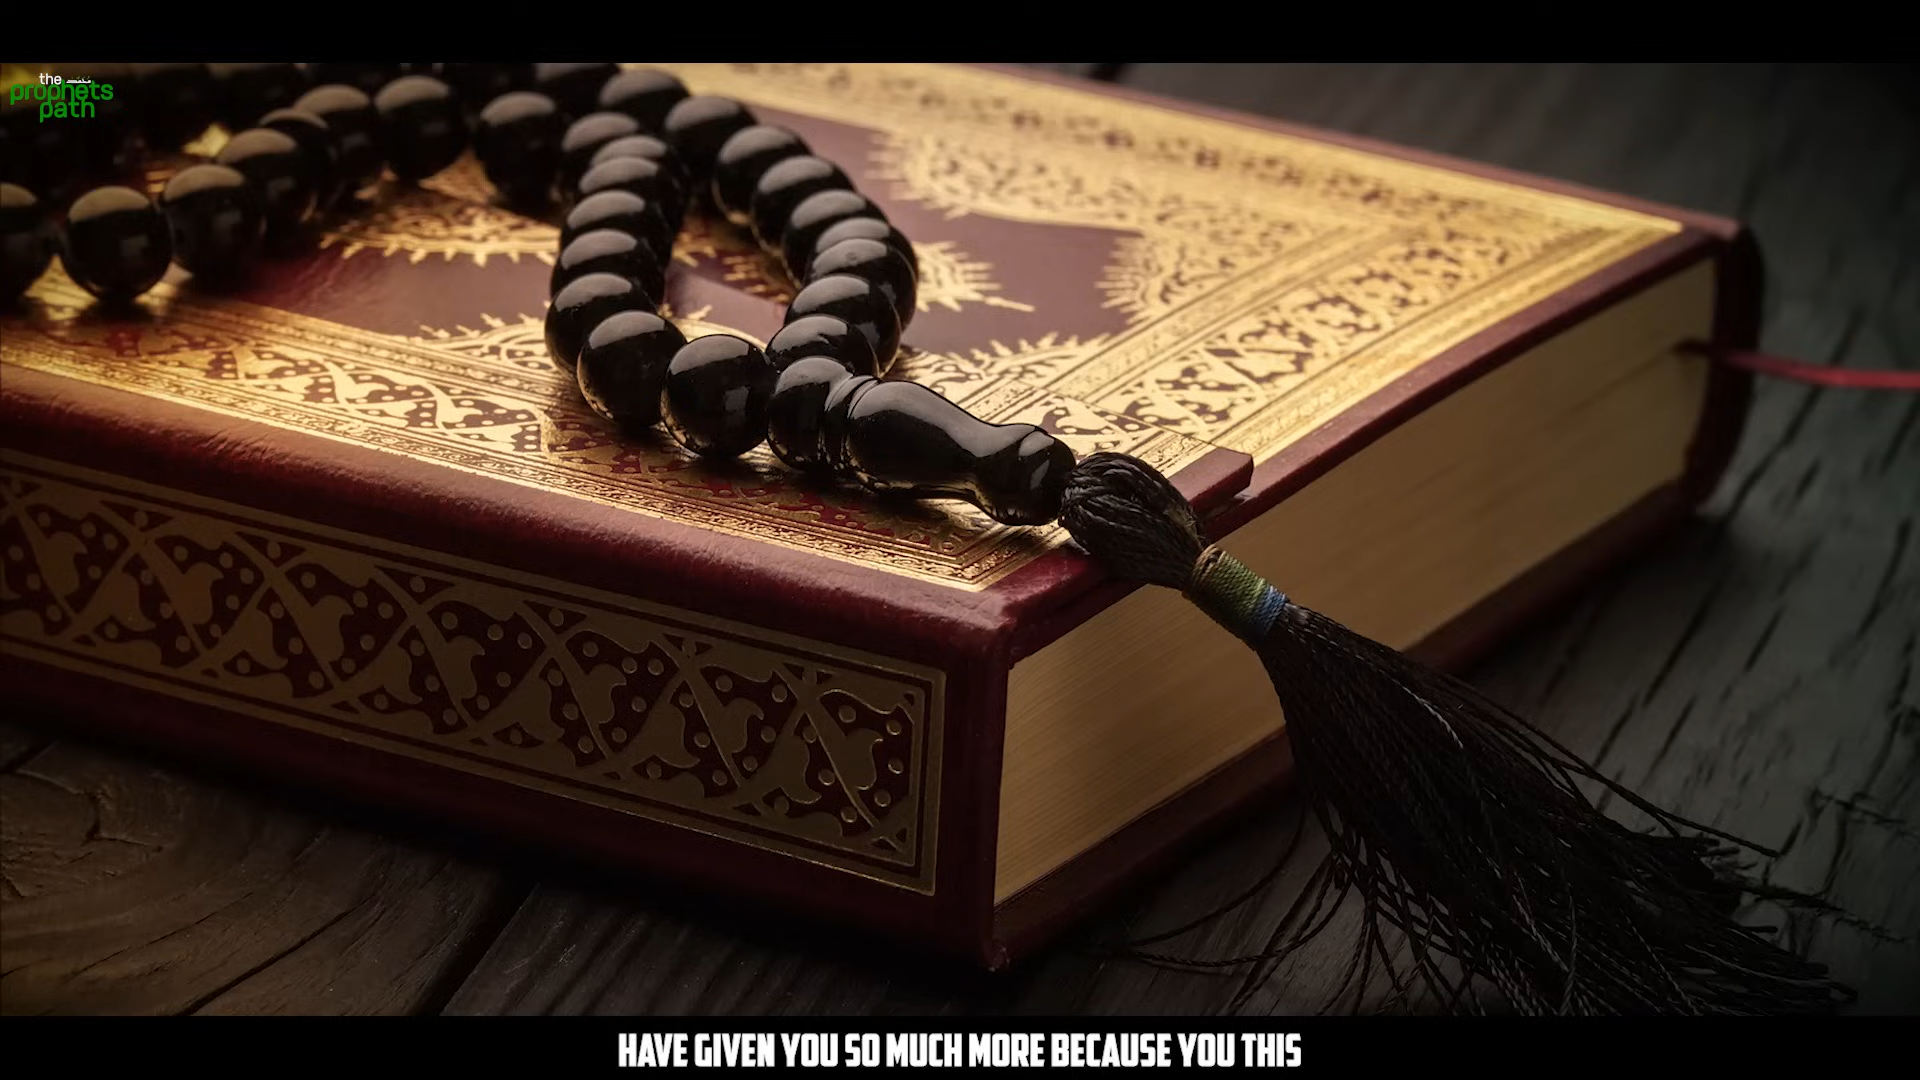 the
prophets
path
HAVE GIVEN YOU SO MUCH MORE BECAUSE YOU THIS